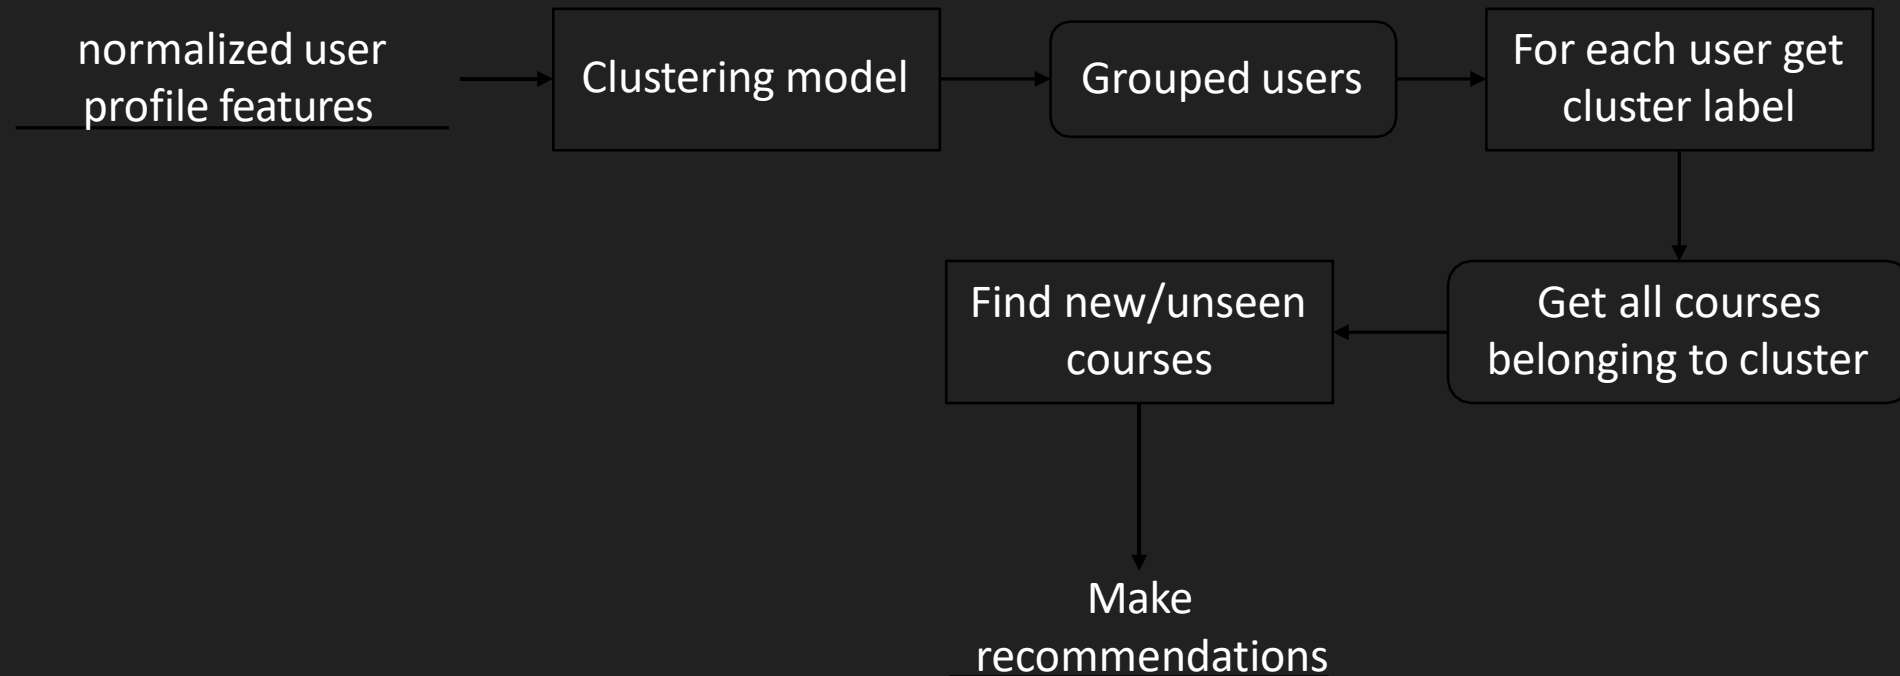 normalized user
profile features
Clustering model
Grouped users
For each user get
cluster label
Get all courses
belonging to cluster
Find new/unseen
courses
Make
recommendations